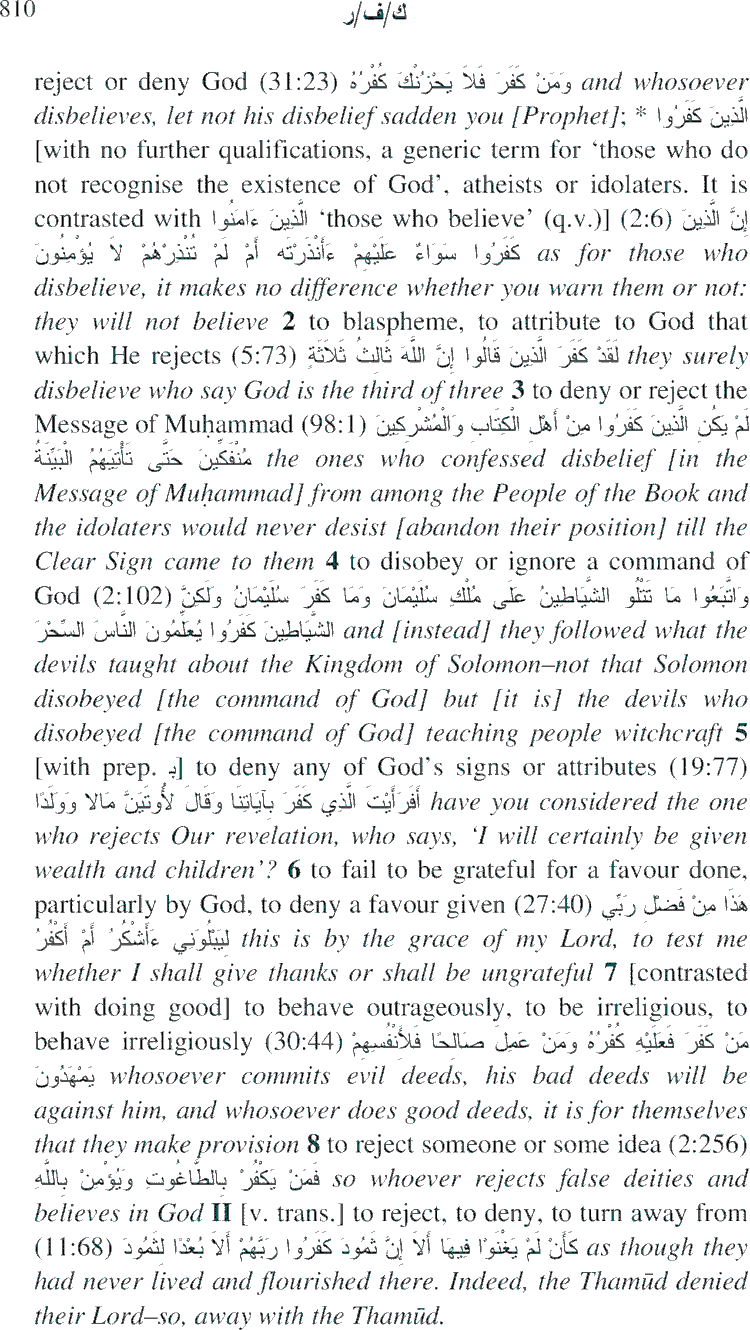 810 ك/ف/ر
reject or deny God (31:23) وَمَنْ كَفَرَ فَلاَ يَحْزُنْكَ كُفْرُهُ and whosoever
disbelieves, let not his disbelief sadden you [Prophet]; * الَّذِينَ كَفَرُوا
[with no further qualifications, a generic term for ‘those who do
not recognise the existence of God’, atheists or idolaters. It is
contrasted with الَّذِينَ ءَامَنُوا ‘those who believe’ (q.v.)] (2:6) إِنَّ الَّذِينَ
كَفَرُوا سَوَاءٌ عَلَيْهِمْ ءَأَنْذَرْتَه أَمْ لَمْ تُنْذِرْهُمْ لاَ يُؤْمِنُونَ as for those who
disbelieve, it makes no difference whether you warn them or not:
they will not believe 2 to blaspheme, to attribute to God that
which He rejects (5:73) لَقَدْ كَفَرَ الَّذِينَ قَالُوا إِنَّ اللَّهَ ثَالِثُ ثَلاَثَةٍ they surely
disbelieve who say God is the third of three 3 to deny or reject the
Message of Muḥammad (98:1) لَمْ يَكُنِ الَّذِينَ كَفَرُوا مِنْ أَهْلِ الْكِتَابِ وَالْمُشْرِكِينَ
مُنْفَكِّينَ حَتَّى تَأْتِيَهُمُ الْبَيِّنَةُ the ones who confessed disbelief [in the
Message of Muḥammad] from among the People of the Book and
the idolaters would never desist [abandon their position] till the
Clear Sign came to them 4 to disobey or ignore a command of
God (2:102) وَاتَّبَعُوا مَا تَتْلُو الشَّيَاطِينُ عَلَى مُلْكِ سُلَيْمَانَ وَمَا كَفَرَ سُلَيْمَانُ وَلَكِنَّ
الشَّيَاطِينَ كَفَرُوا يُعَلِّمُونَ النَّاسَ السِّحْرَ and [instead] they followed what the
devils taught about the Kingdom of Solomon–not that Solomon
disobeyed [the command of God] but [it is] the devils who
disobeyed [the command of God] teaching people witchcraft 5
[with prep. بـ] to deny any of God’s signs or attributes (19:77)
أَفَرَأَيْتَ الَّذِي كَفَرَ بِآيَاتِنَا وَقَالَ لأُوتَيَنَّ مَالا وَوَلَدًا have you considered the one
who rejects Our revelation, who says, ‘I will certainly be given
wealth and children’? 6 to fail to be grateful for a favour done,
particularly by God, to deny a favour given (27:40) هَذَا مِنْ فَضْلِ رَبِّي
لِيَبْلُوَنِي ءَأَشْكُرُ أَمْ أَكْفُرُ this is by the grace of my Lord, to test me
whether I shall give thanks or shall be ungrateful 7 [contrasted
with doing good] to behave outrageously, to be irreligious, to
behave irreligiously (30:44) مَنْ كَفَرَ فَعَلَيْهِ كُفْرُهُ وَمَنْ عَمِلَ صَالِحًا فَلأَنْفُسِهِمْ
يَمْهَدُونَ whosoever commits evil deeds, his bad deeds will be
against him, and whosoever does good deeds, it is for themselves
that they make provision 8 to reject someone or some idea (2:256)
فَمَنْ يَكْفُرْ بِالطَّاغُوتِ وَيُؤْمِنْ بِاللَّهِ so whoever rejects false deities and
believes in God II [v. trans.] to reject, to deny, to turn away from
(11:68) كَأَنْ لَمْ يَغْنَوْا فِيهَا أَلاَ إِنَّ ثَمُودَ كَفَرُوا رَبَّهُمْ أَلاَ بُعْدًا لِثَمُودَ as though they
had never lived and flourished there. Indeed, the Thamūd denied
their Lord–so, away with the Thamūd.